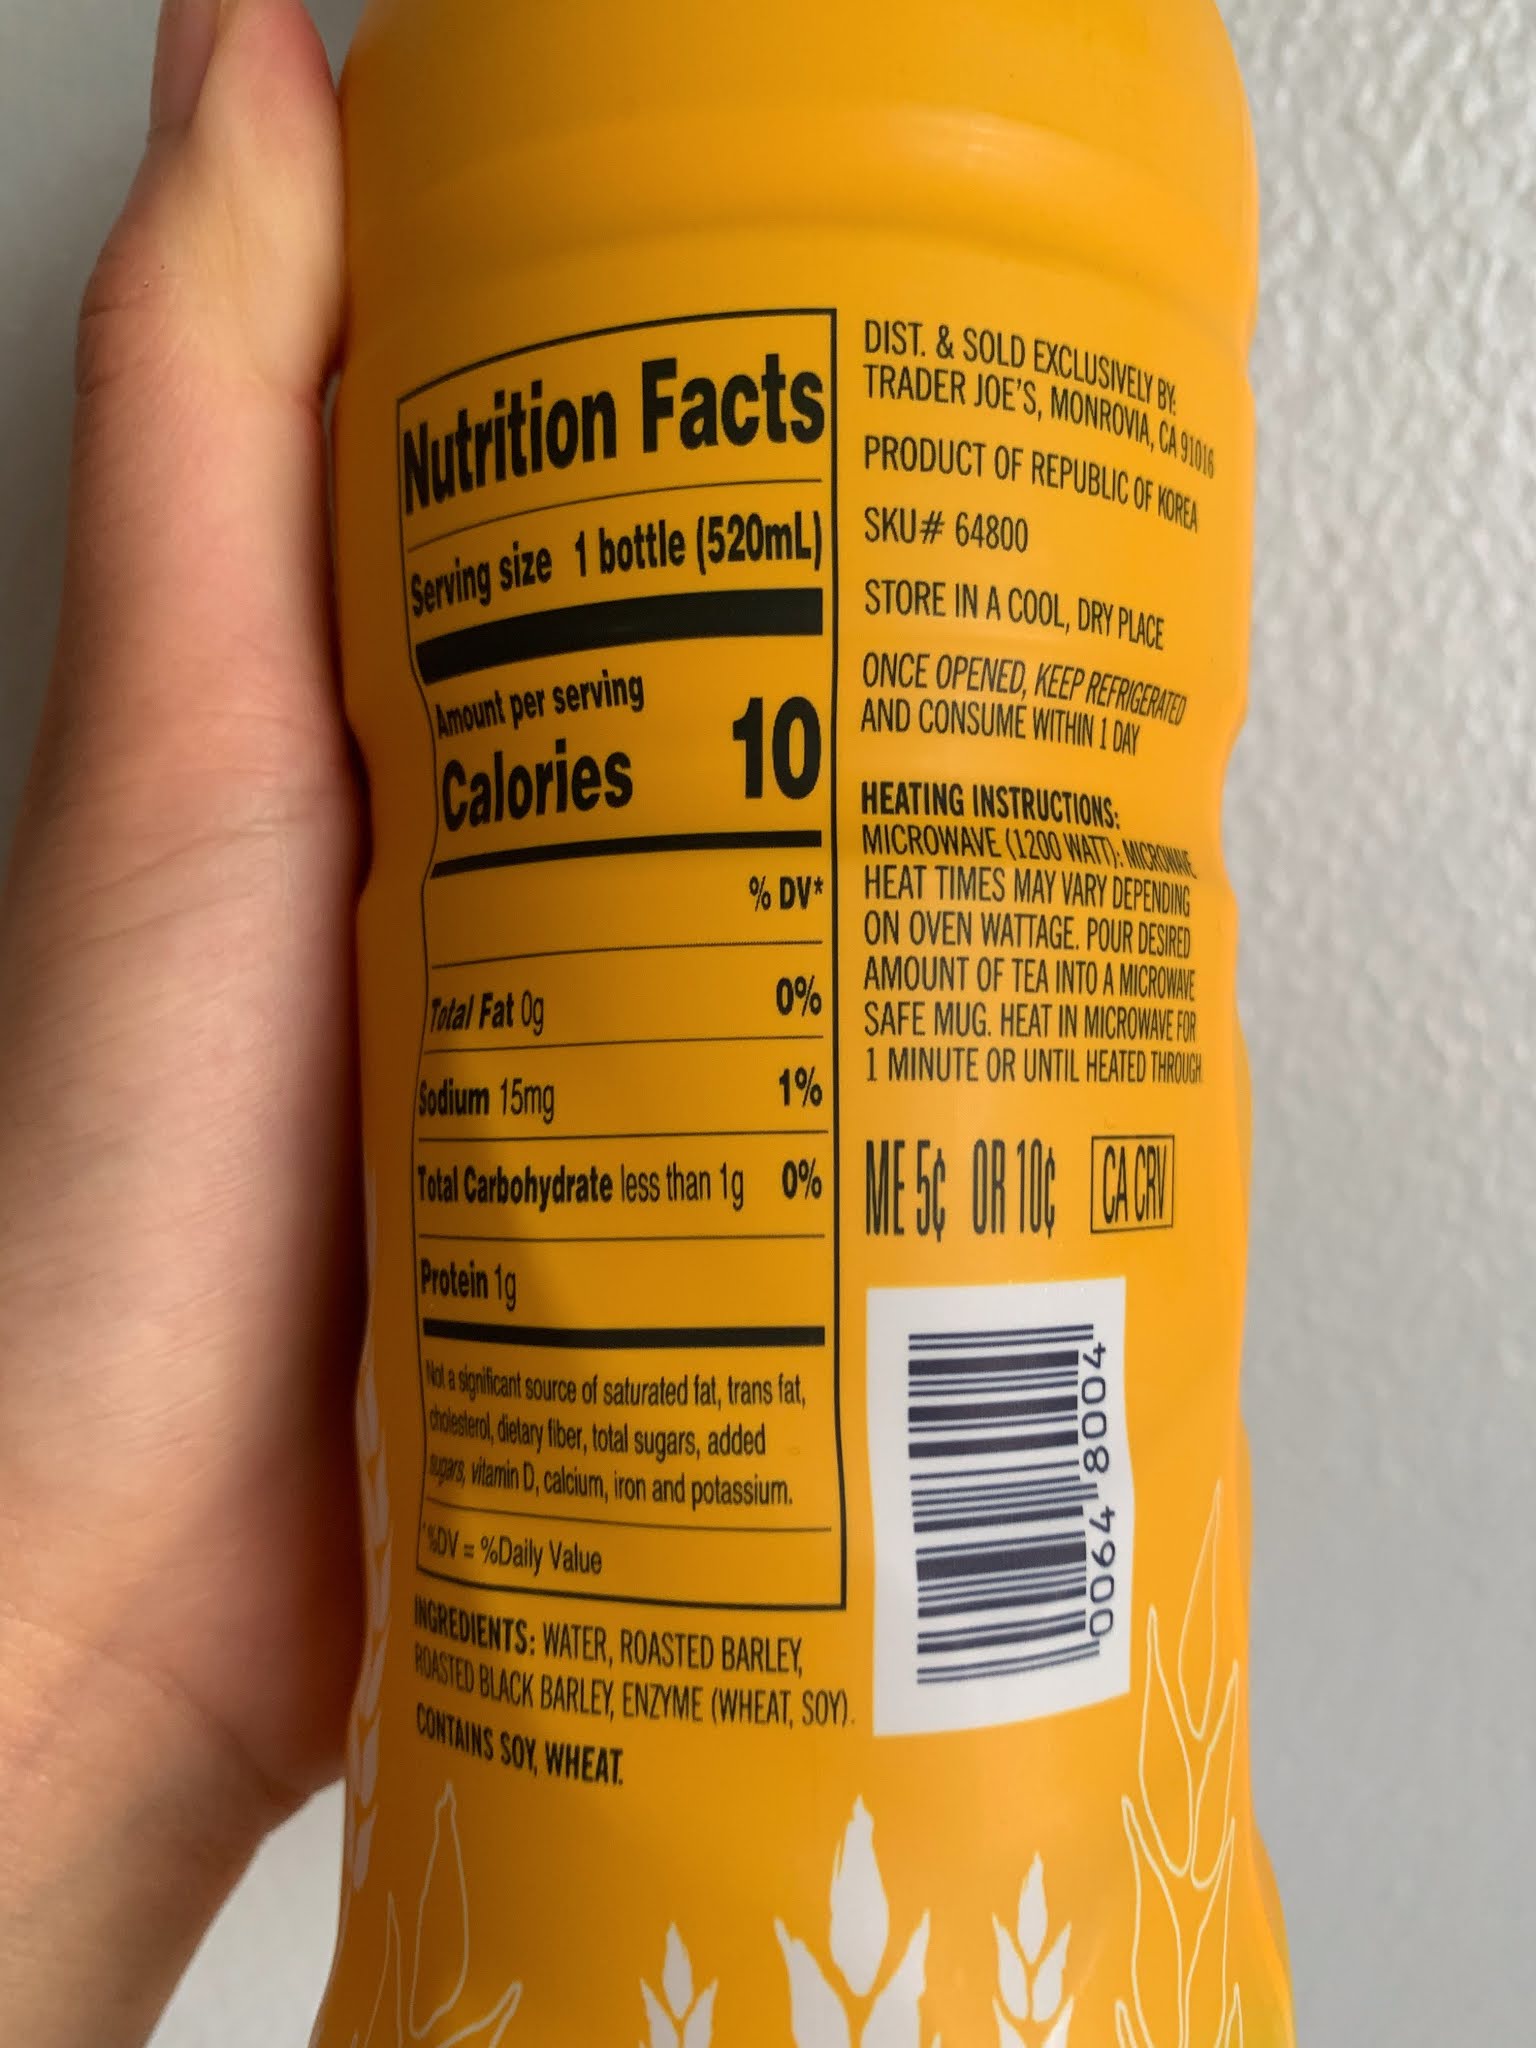 Nutrition Facts
Serving size 1 bottle (520mL)
Amount per serving
Calories 10
% DV*
Total Fat 0g 0%
Sodium 15mg 1%
Total Carbohydrate less than 1g 0%
Protein 1g
Not a significant source of saturated fat, trans fat,
cholesterol, dietary fiber, total sugars, added
sugars, vitamin D, calcium, iron and potassium.
*%DV = %Daily Value
INGREDIENTS: WATER, ROASTED BARLEY,
ROASTED BLACK BARLEY, ENZYME (WHEAT, SOY).
CONTAINS SOY, WHEAT.
DIST. & SOLD EXCLUSIVELY BY:
TRADER JOE'S, MONROVIA, CA 91016
PRODUCT OF REPUBLIC OF KOREA
SKU# 64800
STORE IN A COOL, DRY PLACE
ONCE OPENED, KEEP REFRIGERATED
AND CONSUME WITHIN 1 DAY
HEATING INSTRUCTIONS:
MICROWAVE (1200 WATT): MICROWAVE
HEAT TIMES MAY VARY DEPENDING
ON OVEN WATTAGE. POUR DESIRED
AMOUNT OF TEA INTO A MICROWAVE
SAFE MUG. HEAT IN MICROWAVE FOR
1 MINUTE OR UNTIL HEATED THROUGH
ME 5¢ OR 10¢ CA CRV
0064 8004